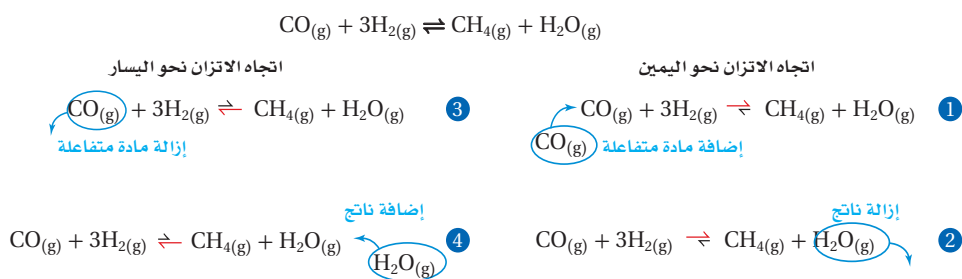 CO(g) + 3H2(g) ⇌ CH4(g) + H2O(g)
اتجاه الاتزان نحو اليمين
1 CO(g) + 3H2(g) ⇌ CH4(g) + H2O(g)
CO(g) إضافة مادة متفاعلة
إزالة ناتج
2 CO(g) + 3H2(g) ⇌ CH4(g) + H2O(g)
اتجاه الاتزان نحو اليسار
3 CO(g) + 3H2(g) ⇌ CH4(g) + H2O(g)
إزالة مادة متفاعلة
إضافة ناتج
4 CO(g) + 3H2(g) ⇌ CH4(g) + H2O(g)
H2O(g)